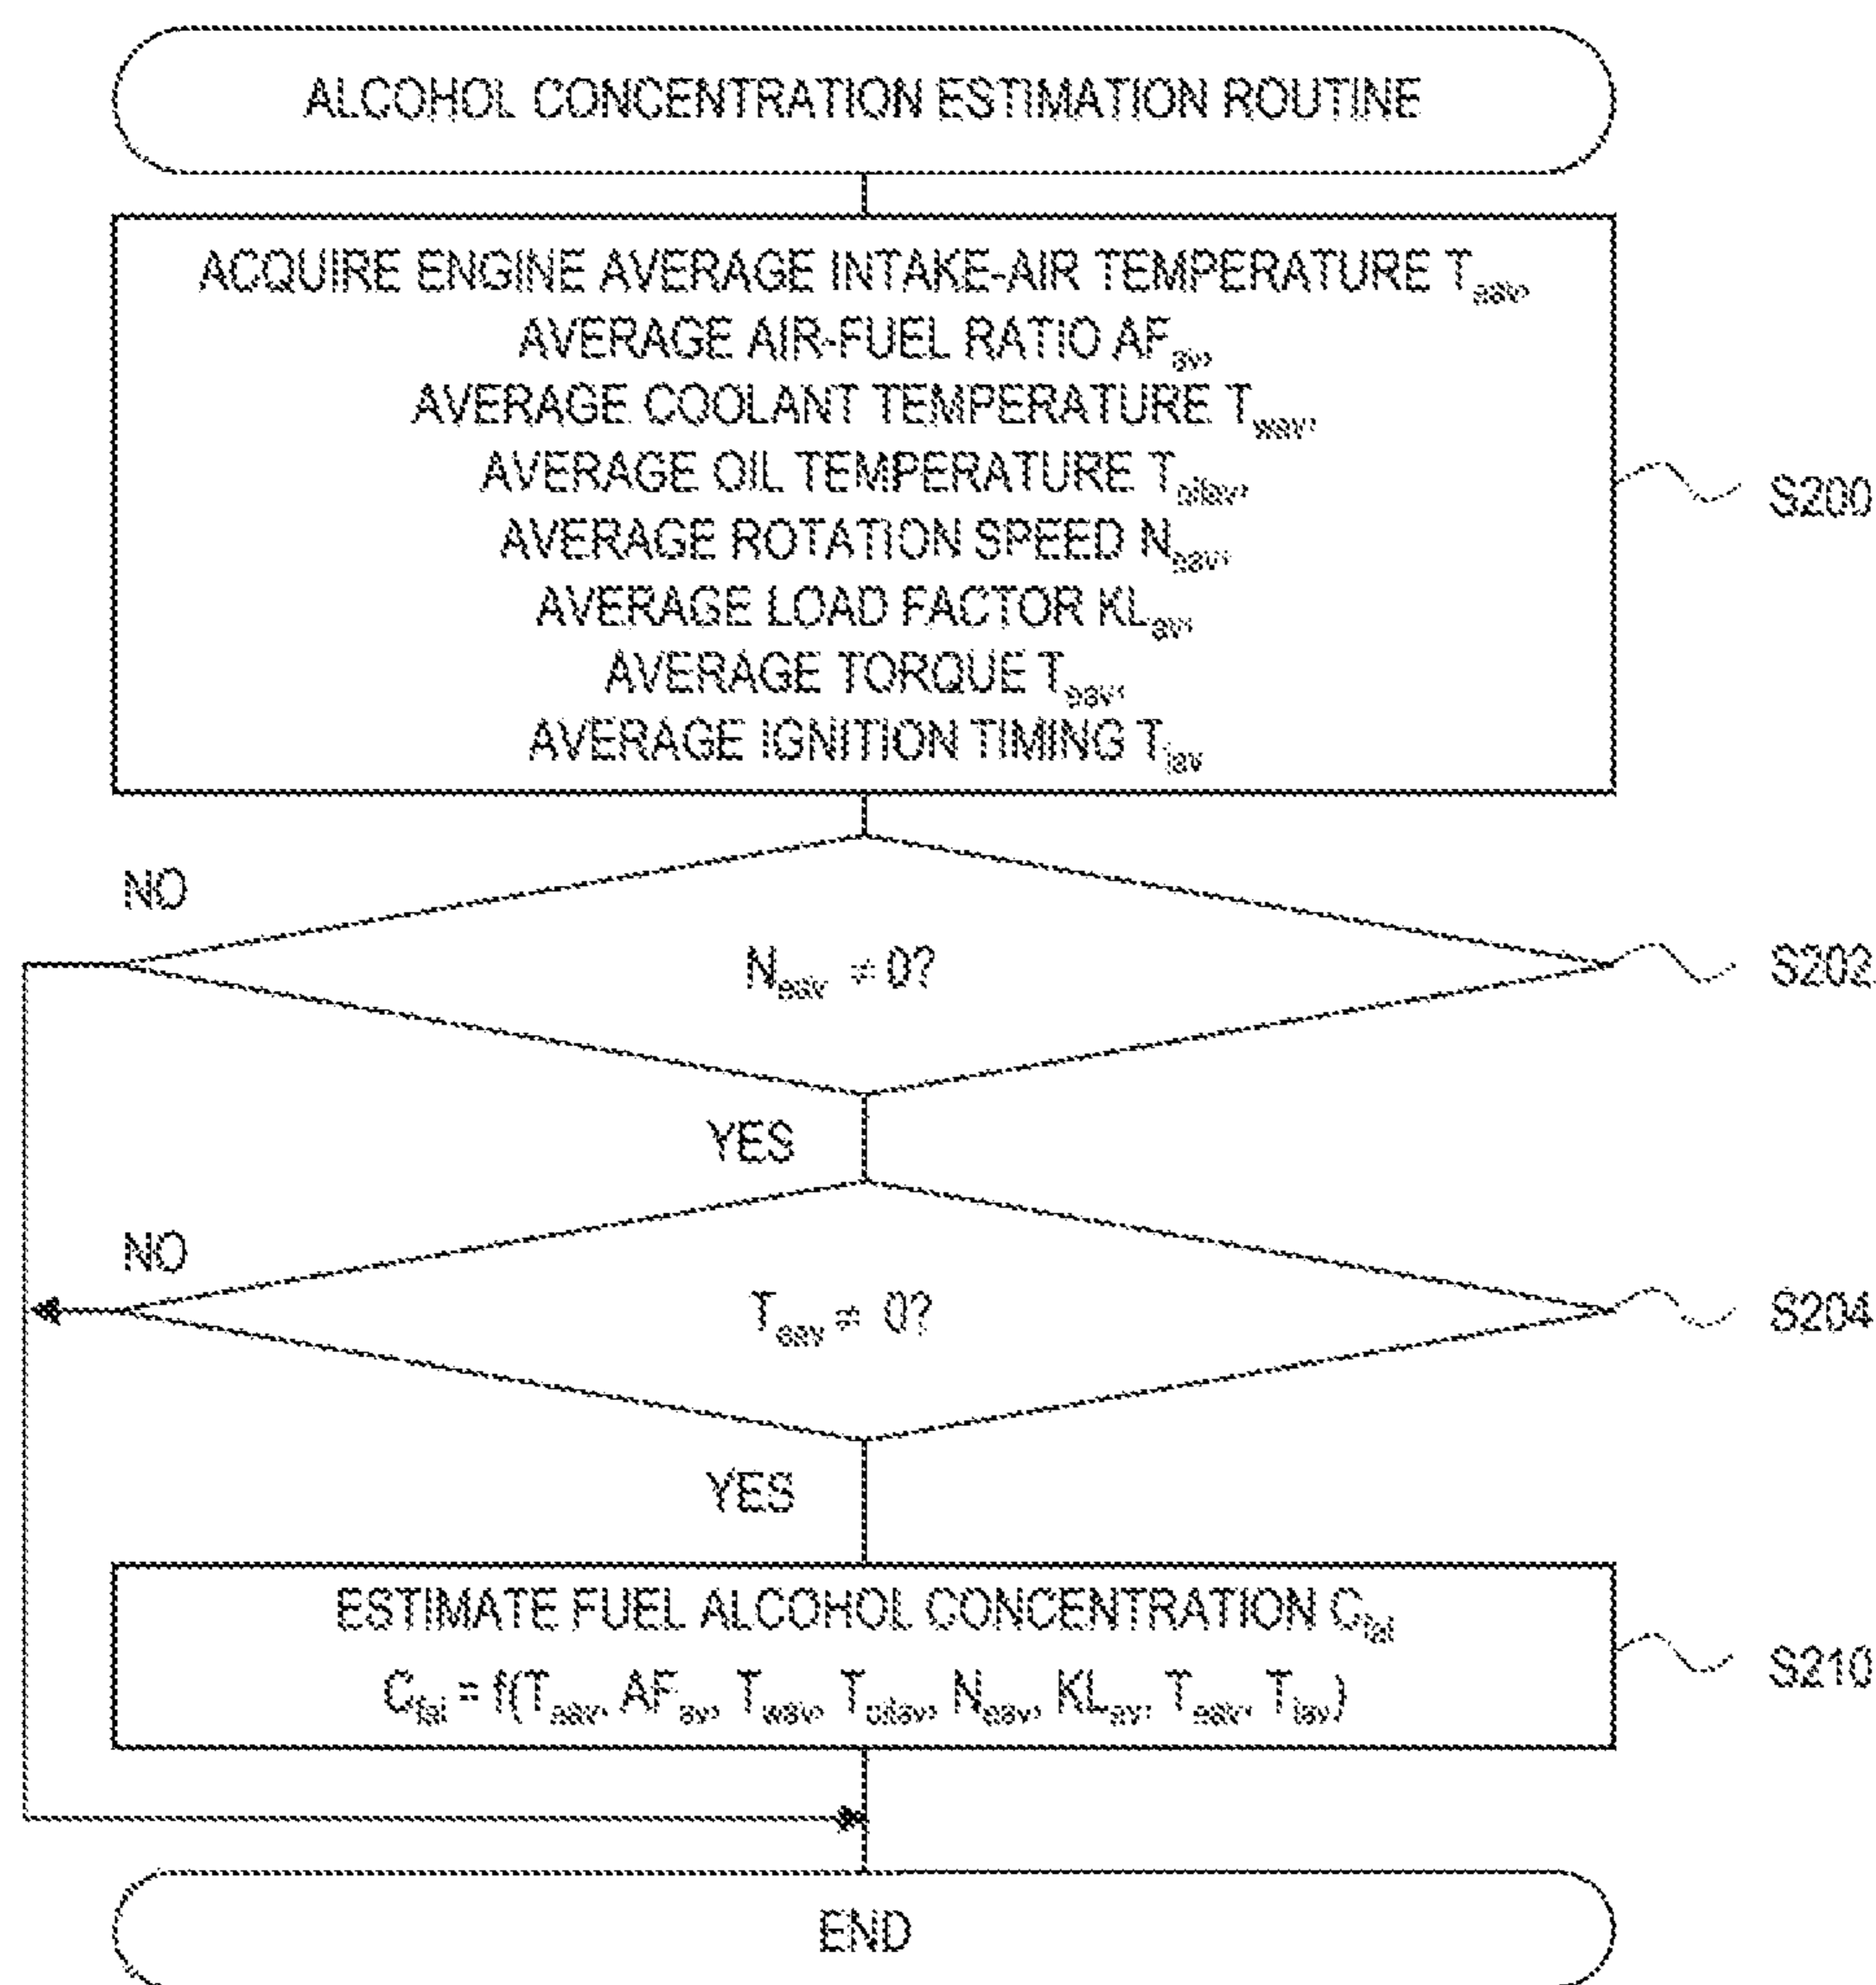 ALCOHOL CONCENTRATION ESTIMATION ROUTINE
ACQUIRE ENGINE AVERAGE INTAKE-AIR TEMPERATURE Taav,
AVERAGE AIR-FUEL RATIO AFav,
AVERAGE COOLANT TEMPERATURE Twav,
AVERAGE OIL TEMPERATURE Toilav,
AVERAGE ROTATION SPEED Neav,
AVERAGE LOAD FACTOR KLav,
AVERAGE TORQUE Teav,
AVERAGE IGNITION TIMING Tiav
S200
NO
Neav ≠ 0?
S202
YES
NO
Teav ≠ 0?
S204
YES
ESTIMATE FUEL ALCOHOL CONCENTRATION Cfal
Cfal = f(Taav, AFav, Twav, Toilav, Neav, KLav, Teav, Tiav)
S210
END